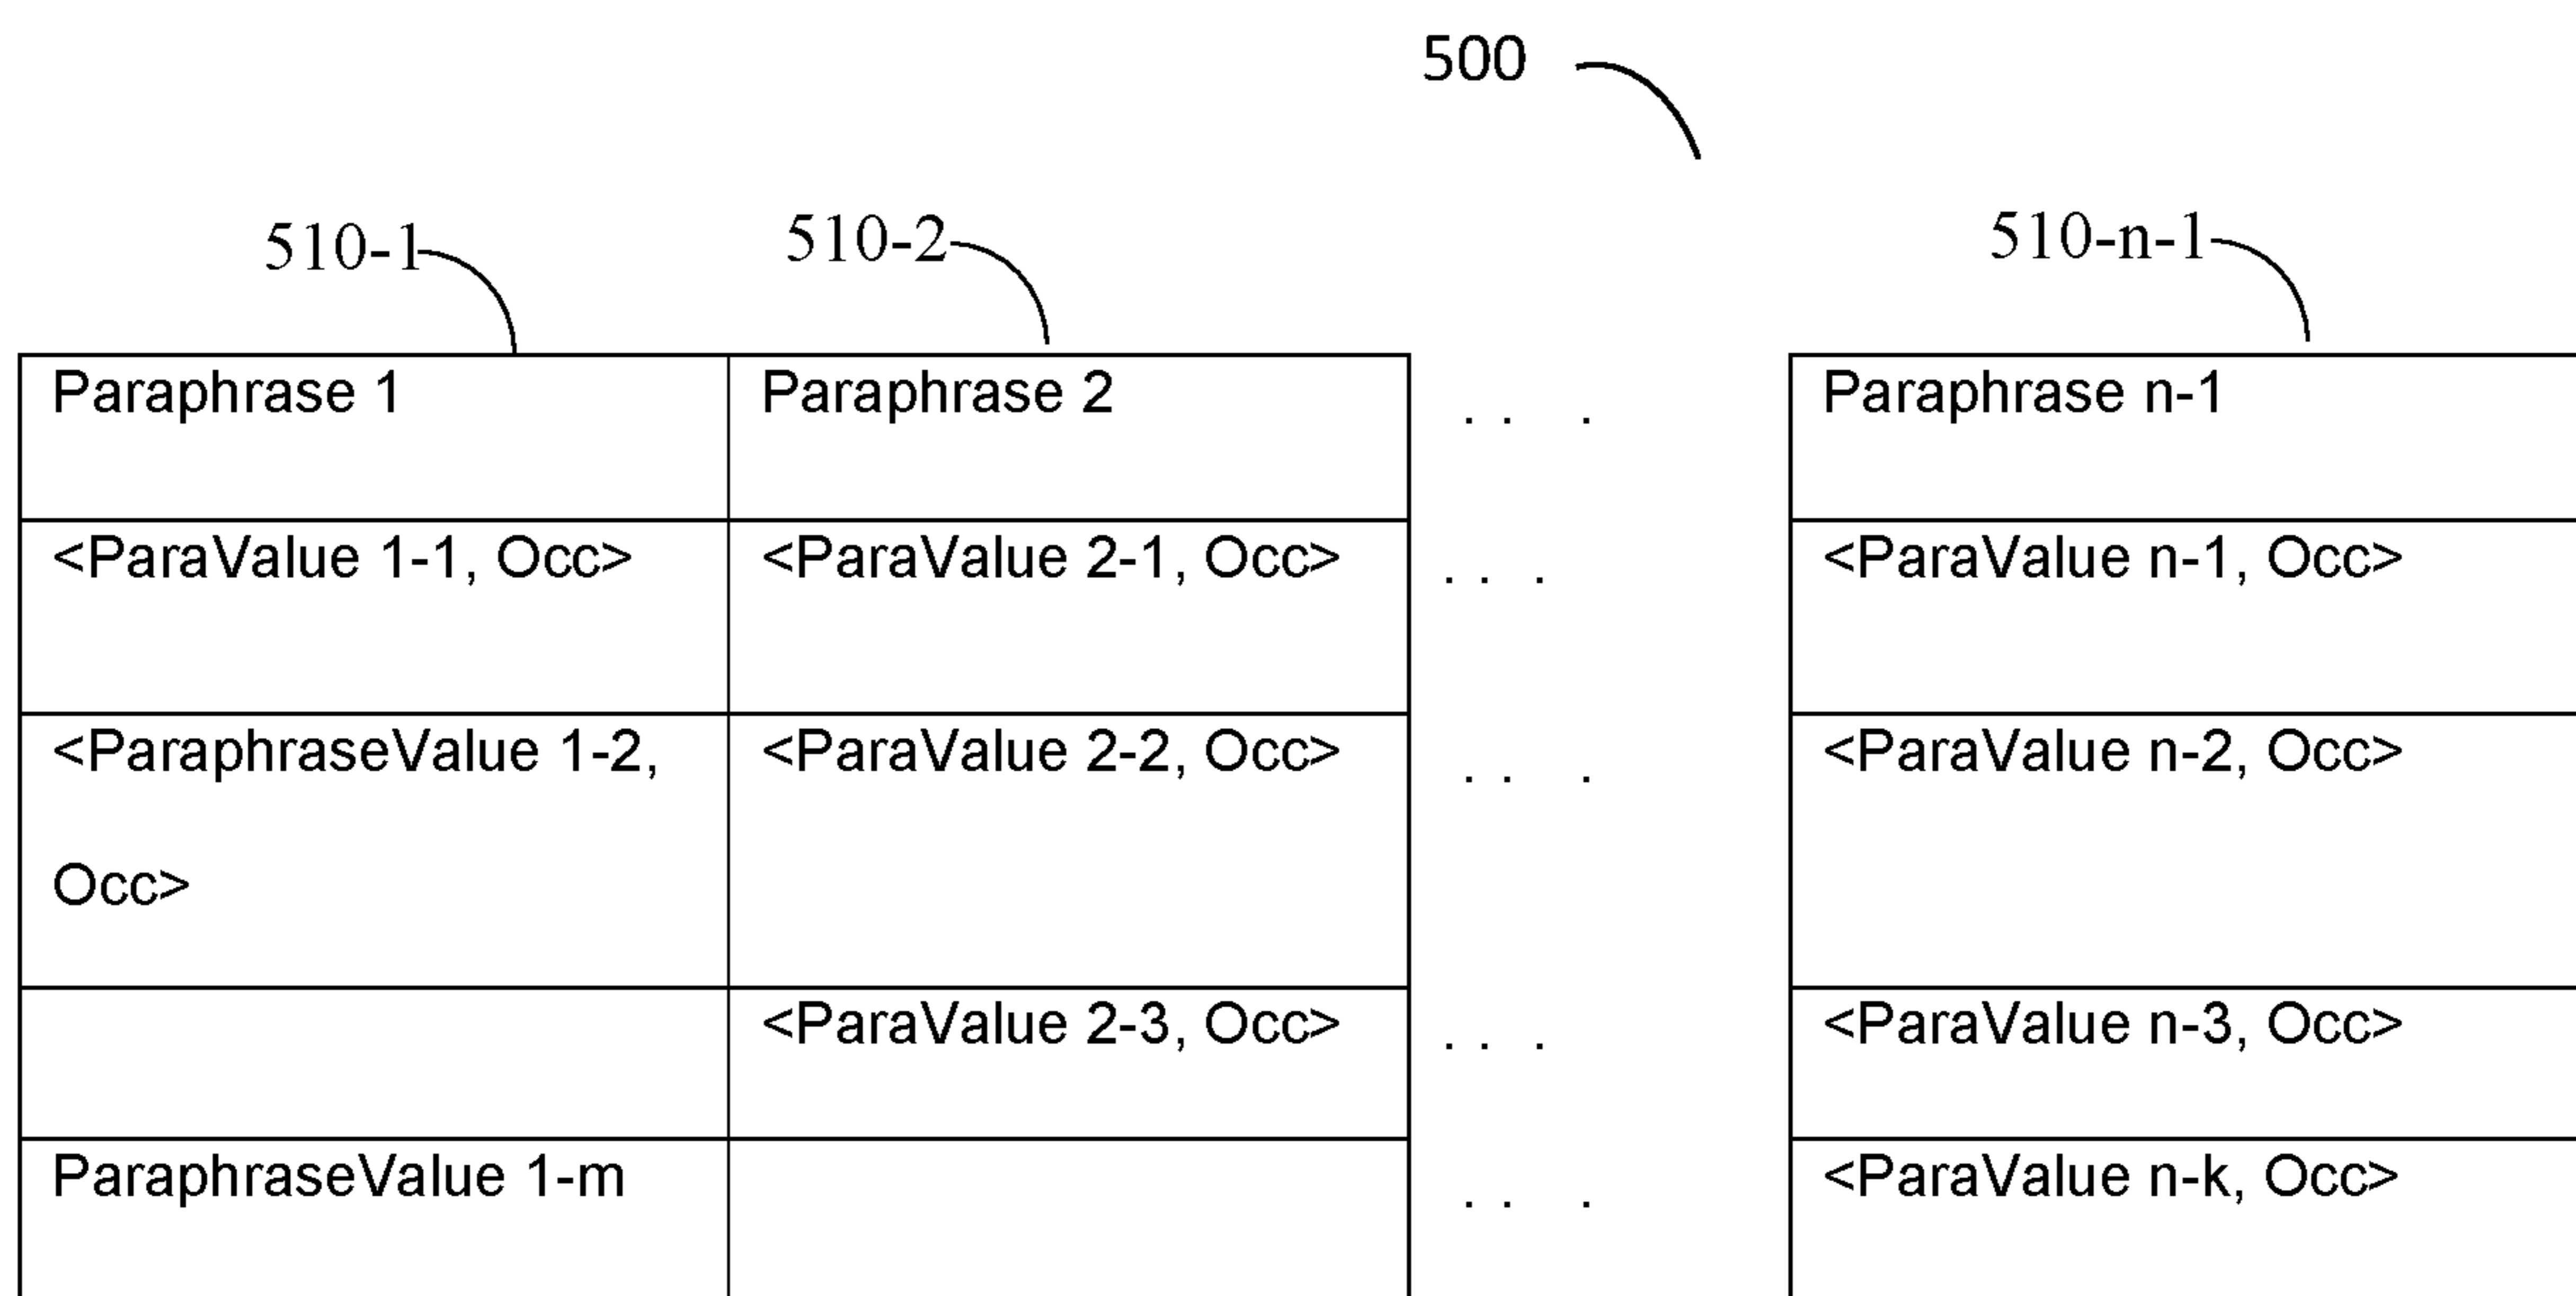 500
510-1 510-2 510-n-1
Paraphrase 1 Paraphrase 2 . . . Paraphrase n-1
<ParaValue 1-1, Occ> <ParaValue 2-1, Occ> . . . <ParaValue n-1, Occ>
<ParaphraseValue 1-2, <ParaValue 2-2, Occ> . . . <ParaValue n-2, Occ>
Occ>
<ParaValue 2-3, Occ> . . . <ParaValue n-3, Occ>
ParaphraseValue 1-m . . . <ParaValue n-k, Occ>